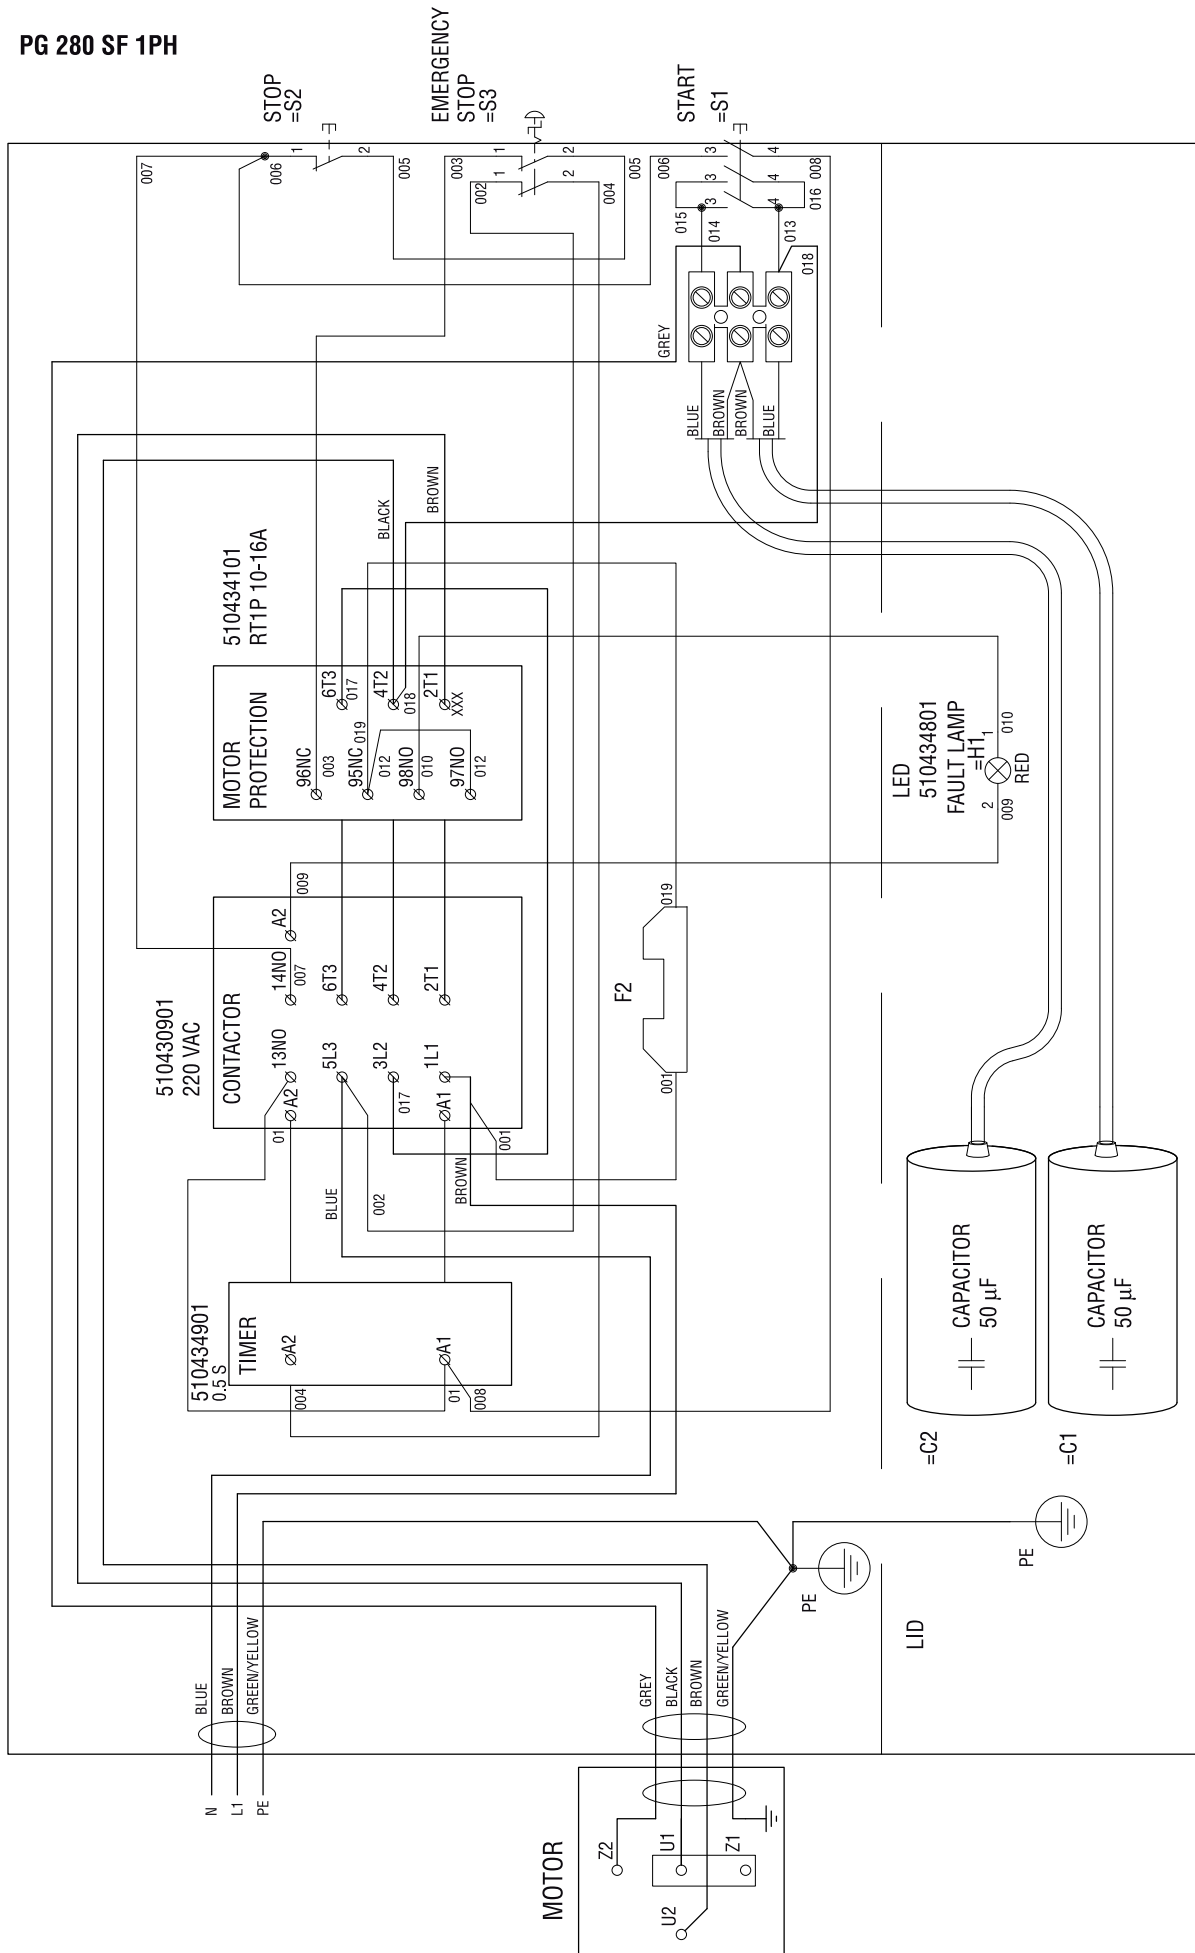 PG 280 SF 1PH
STOP
=S2
EMERGENCY
STOP
=S3
START
=S1
007
006
1
2
005
003
002
1
1
2
2
005
004
006
3
3
3
4
4
4
008
016
015
014
013
018
GREY
BLUE
BROWN
BROWN
BLUE
BLACK
BROWN
510434101
RT1P 10-16A
MOTOR
PROTECTION
96NC
003
95NC
019
012
98NO
010
97NO
012
6T3
017
4T2
018
2T1
XXX
LED
510434801
FAULT LAMP
=H1
1
010
2
009
RED
510430901
220 VAC
CONTACTOR
13NO
14NO
007
A2
009
5L3
6T3
3L2
017
4T2
1L1
2T1
A2
01
A1
001
F2
019
001
BLUE
002
BROWN
510434901
0.5 S
TIMER
A2
004
A1
01
008
CAPACITOR
50 µF
=C2
CAPACITOR
50 µF
=C1
PE
PE
LID
BLUE
BROWN
GREEN/YELLOW
N
L1
PE
GREY
BLACK
BROWN
GREEN/YELLOW
MOTOR
Z2
U1
Z1
U2